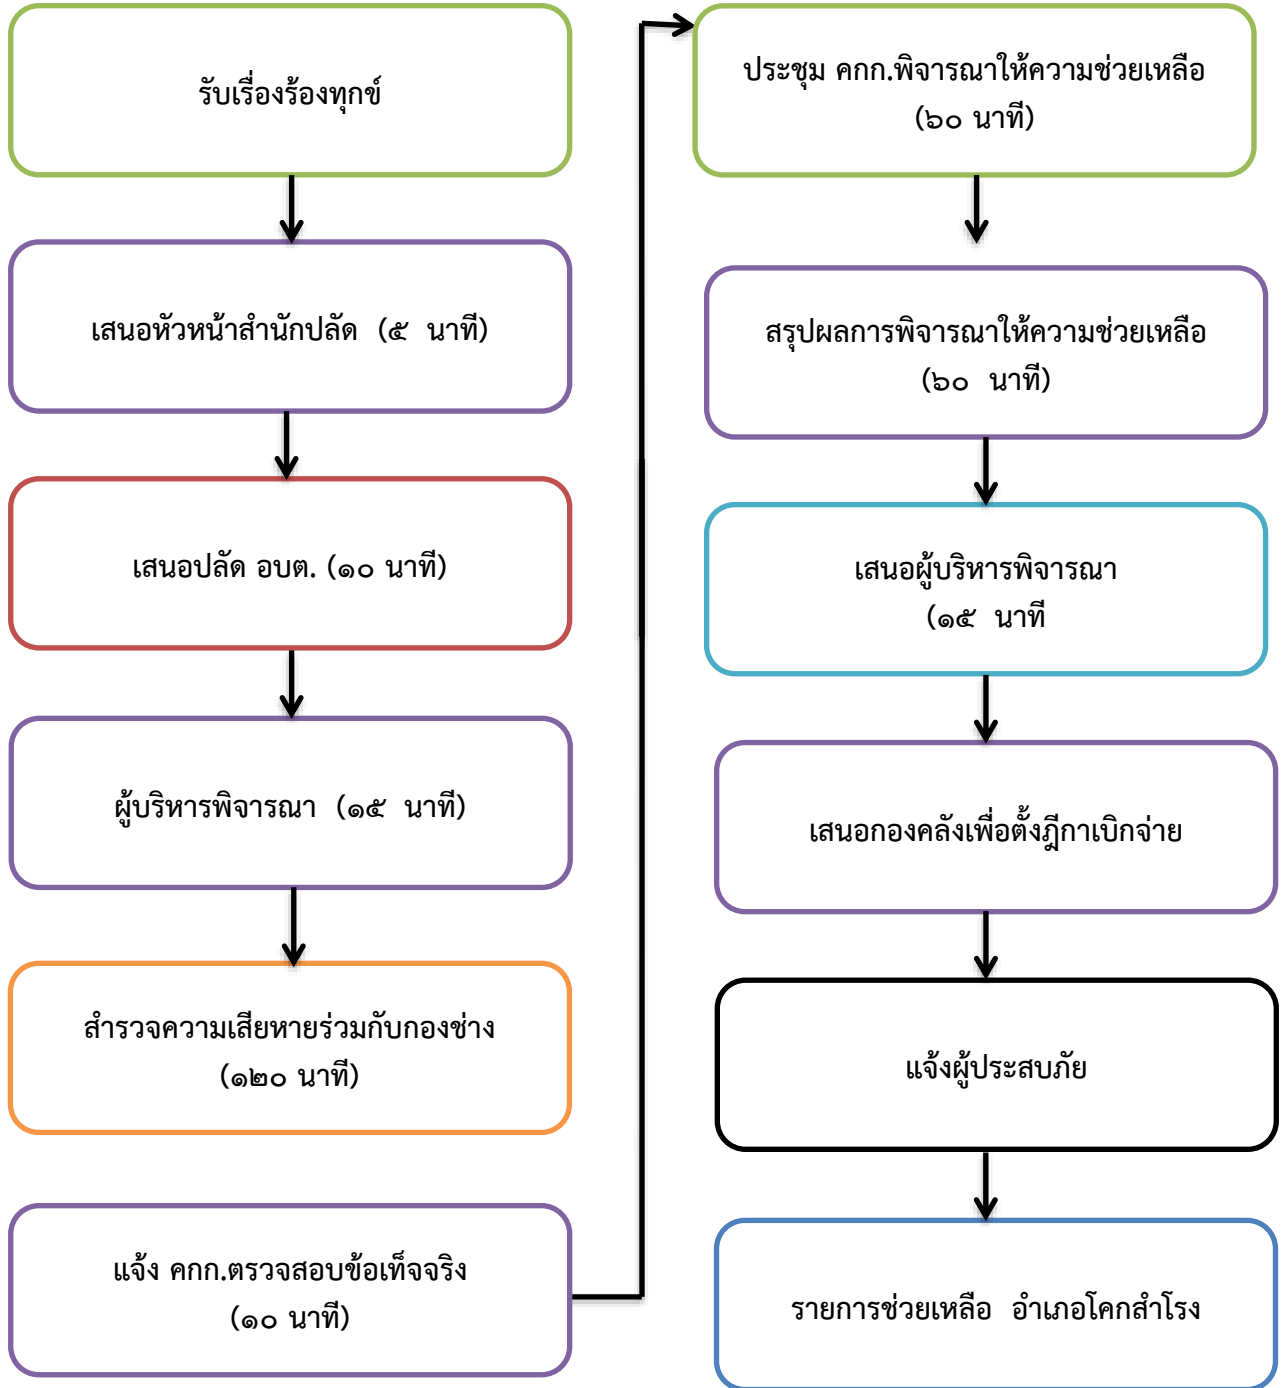 รับเรื่องร้องทุกข์
เสนอหัวหน้าสำนักปลัด (๕ นาที)
เสนอปลัด อบต. (๑๐ นาที)
ผู้บริหารพิจารณา (๑๕ นาที)
สำรวจความเสียหายร่วมกับกองช่าง
(๑๒๐ นาที)
แจ้ง คกก.ตรวจสอบข้อเท็จจริง
(๑๐ นาที)
ประชุม คกก.พิจารณาให้ความช่วยเหลือ
(๖๐ นาที)
สรุปผลการพิจารณาให้ความช่วยเหลือ
(๖๐ นาที)
เสนอผู้บริหารพิจารณา
(๑๕ นาที
เสนอกองคลังเพื่อตั้งฎีกาเบิกจ่าย
แจ้งผู้ประสบภัย
รายการช่วยเหลือ อำเภอโคกสำโรง